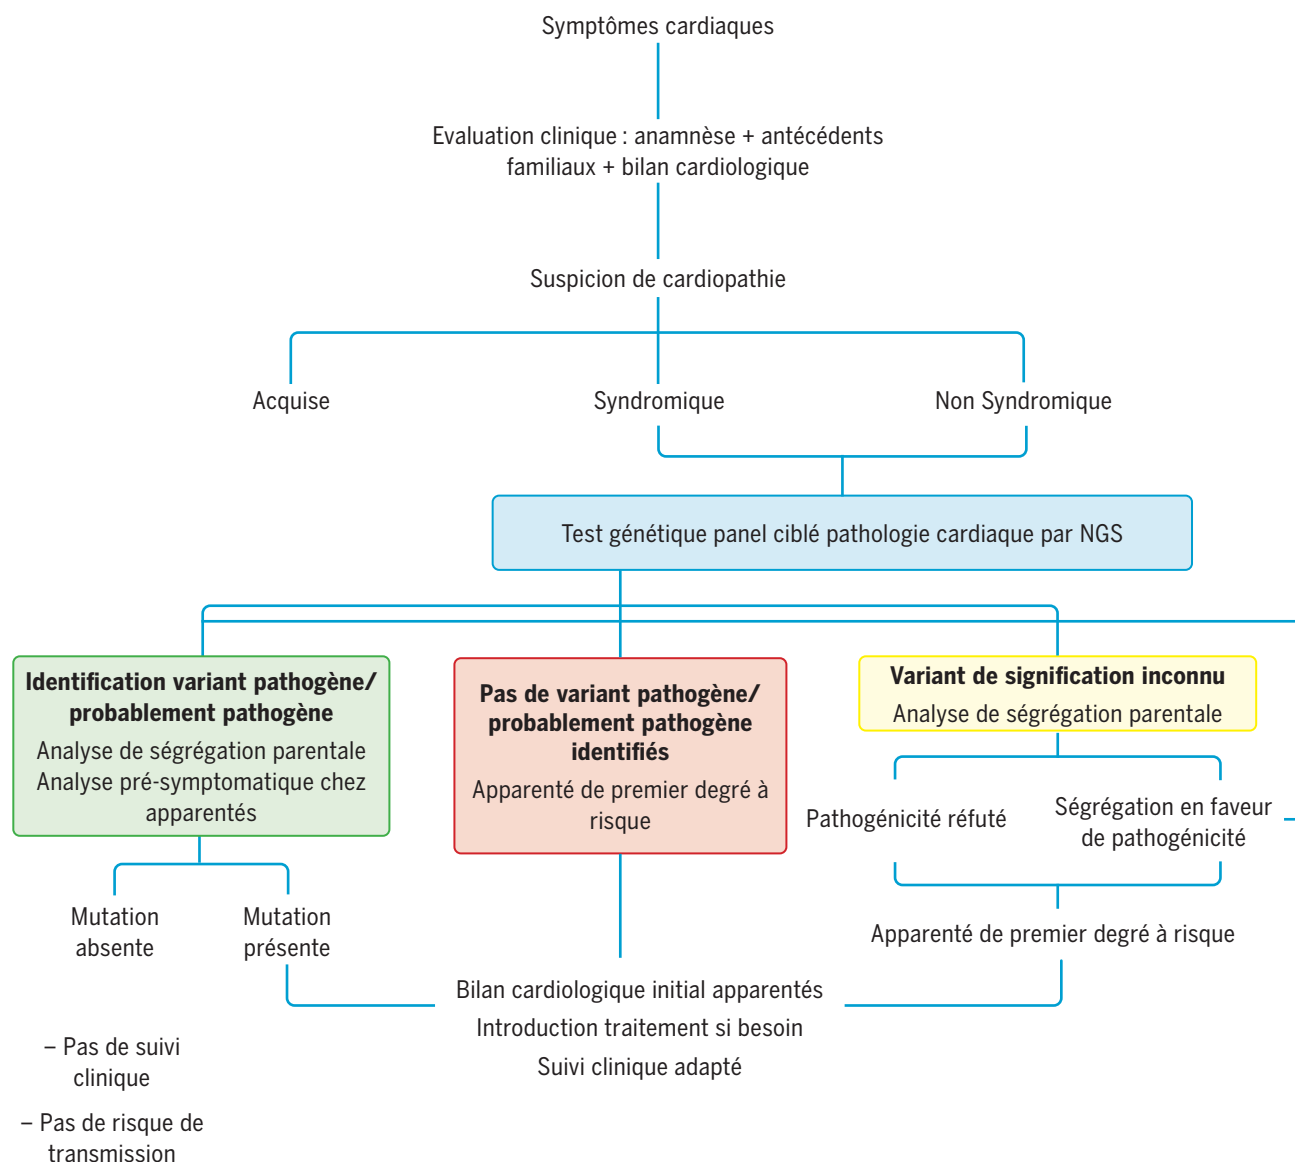 Symptômes cardiaques
Evaluation clinique : anamnèse + antécédents
familiaux + bilan cardiologique
Suspicion de cardiopathie
Acquise
Syndromique
Non Syndromique
Test génétique panel ciblé pathologie cardiaque par NGS
Identification variant pathogène/
probablement pathogène
Analyse de ségrégation parentale
Analyse pré-symptomatique chez
apparentés
Pas de variant pathogène/
probablement pathogène
identifiés
Apparenté de premier degré à
risque
Variant de signification inconnu
Analyse de ségrégation parentale
Pathogénicité réfuté
Ségrégation en faveur
de pathogénicité
Mutation
absente
Mutation
présente
Apparenté de premier degré à risque
Bilan cardiologique initial apparentés
Introduction traitement si besoin
Suivi clinique adapté
– Pas de suivi
clinique
– Pas de risque de
transmission